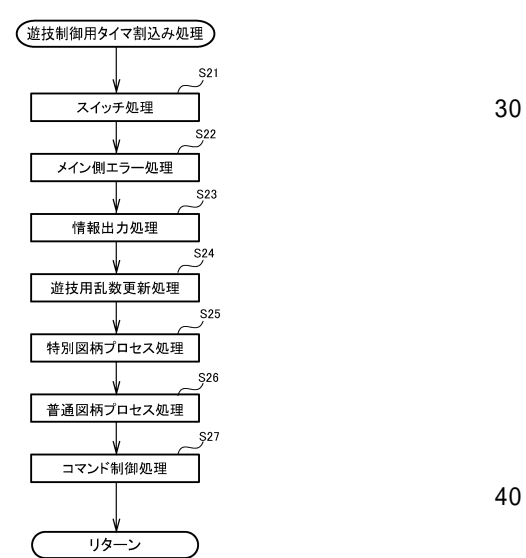 遊技制御用タイマ割込み処理
S21
スイッチ処理
30
S22
メイン側エラー処理
S23
情報出力処理
S24
遊技用乱数更新処理
S25
特別図柄プロセス処理
S26
普通図柄プロセス処理
S27
コマンド制御処理
40
リターン